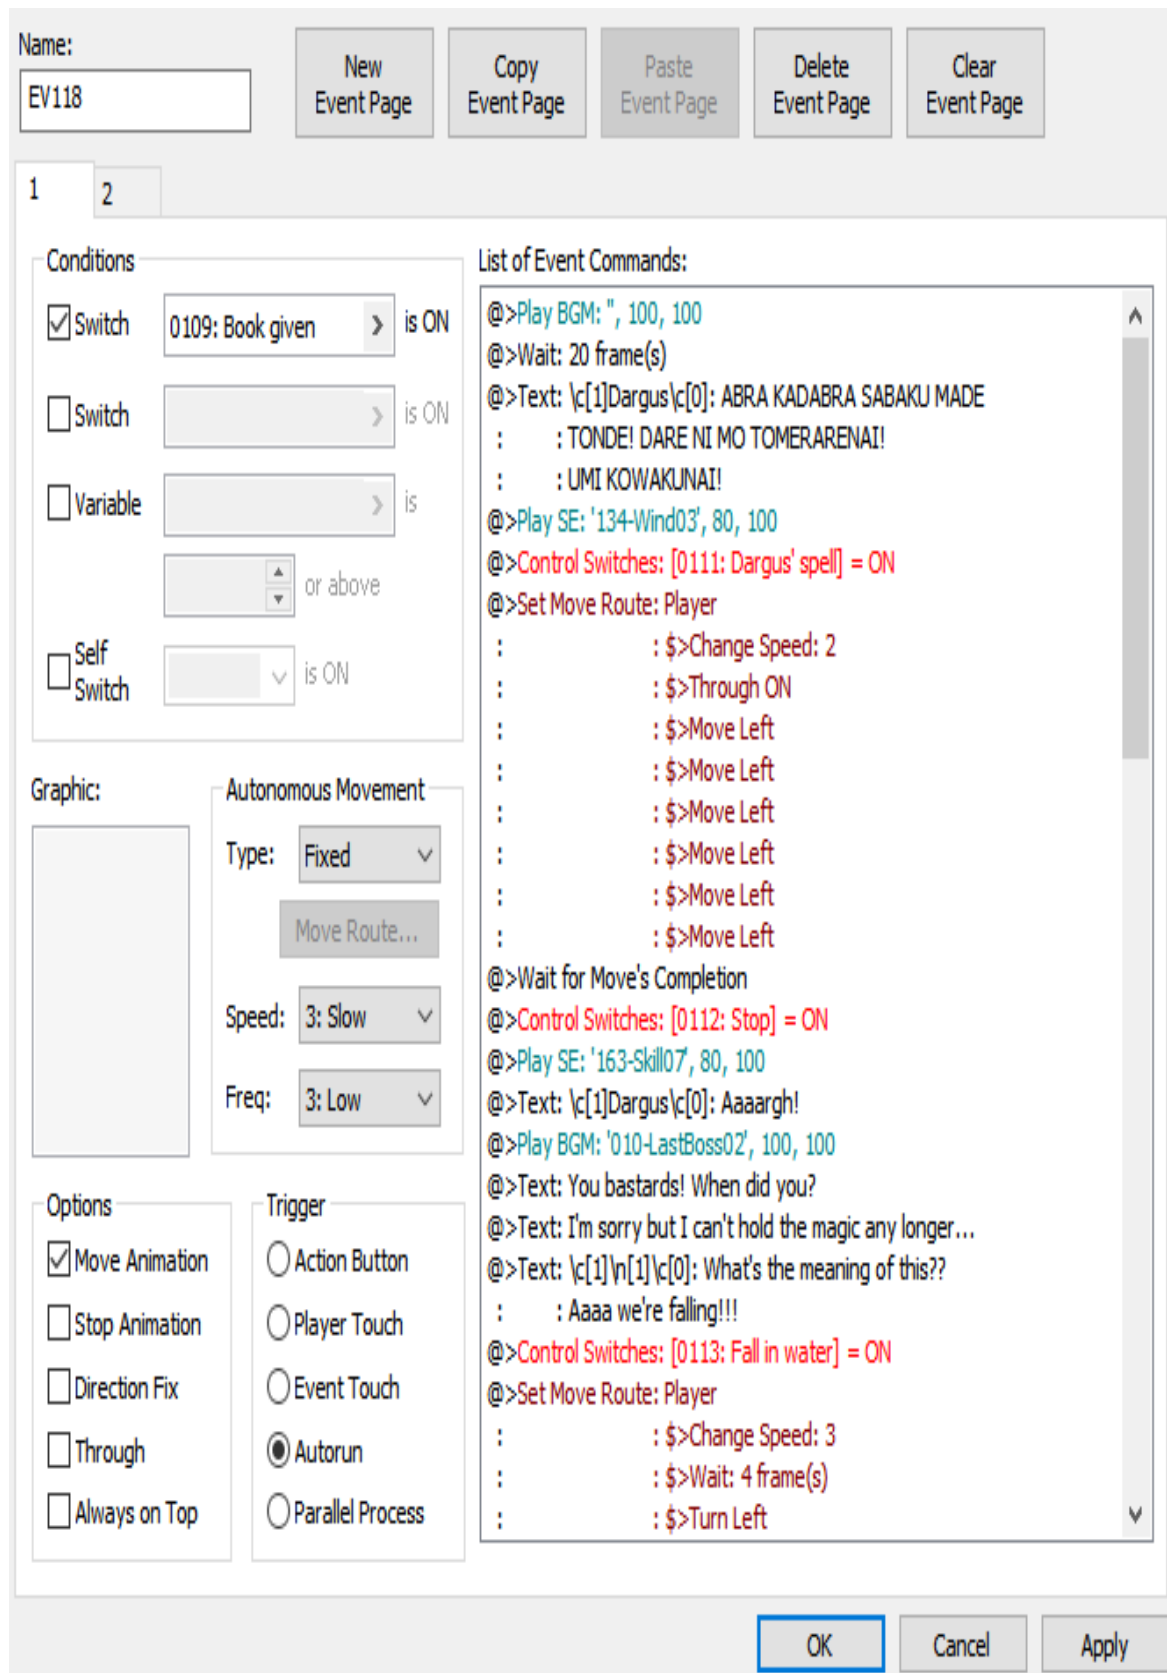 Name:
EV118
New
Event Page
Copy
Event Page
Paste
Event Page
Delete
Event Page
Clear
Event Page
1
2
Conditions
Switch
0109: Book given
is ON
Switch
is ON
Variable
is
or above
Self
Switch
is ON
Graphic:
Autonomous Movement
Type:
Fixed
Move Route...
Speed:
3: Slow
Freq:
3: Low
Options
Move Animation
Stop Animation
Direction Fix
Through
Always on Top
Trigger
Action Button
Player Touch
Event Touch
Autorun
Parallel Process
List of Event Commands:
@>Play BGM: '', 100, 100
@>Wait: 20 frame(s)
@>Text: \c[1]Dargus\c[0]: ABRA KADABRA SABAKU MADE
: : TONDE! DARE NI MO TOMERARENAI!
: : UMI KOWAKUNAI!
@>Play SE: '134-Wind03', 80, 100
@>Control Switches: [0111: Dargus' spell] = ON
@>Set Move Route: Player
: : $>Change Speed: 2
: : $>Through ON
: : $>Move Left
: : $>Move Left
: : $>Move Left
: : $>Move Left
: : $>Move Left
: : $>Move Left
@>Wait for Move's Completion
@>Control Switches: [0112: Stop] = ON
@>Play SE: '163-Skill07', 80, 100
@>Text: \c[1]Dargus\c[0]: Aaaargh!
@>Play BGM: '010-LastBoss02', 100, 100
@>Text: You bastards! When did you?
@>Text: I'm sorry but I can't hold the magic any longer...
@>Text: \c[1]\n[1]\c[0]: What's the meaning of this??
: : Aaaa we're falling!!!
@>Control Switches: [0113: Fall in water] = ON
@>Set Move Route: Player
: : $>Change Speed: 3
: : $>Wait: 4 frame(s)
: : $>Turn Left
OK
Cancel
Apply